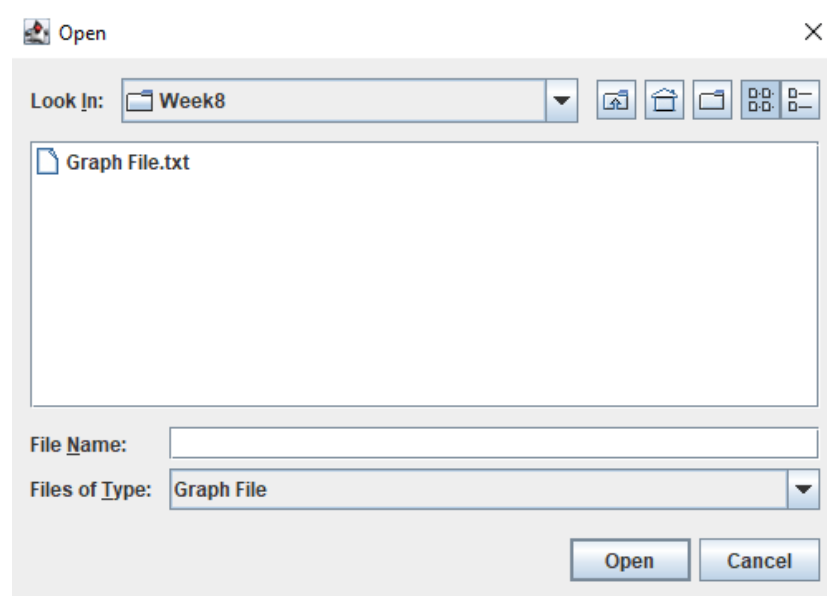 Open
Look In: Week8
Graph File.txt
File Name:
Files of Type: Graph File
Open Cancel